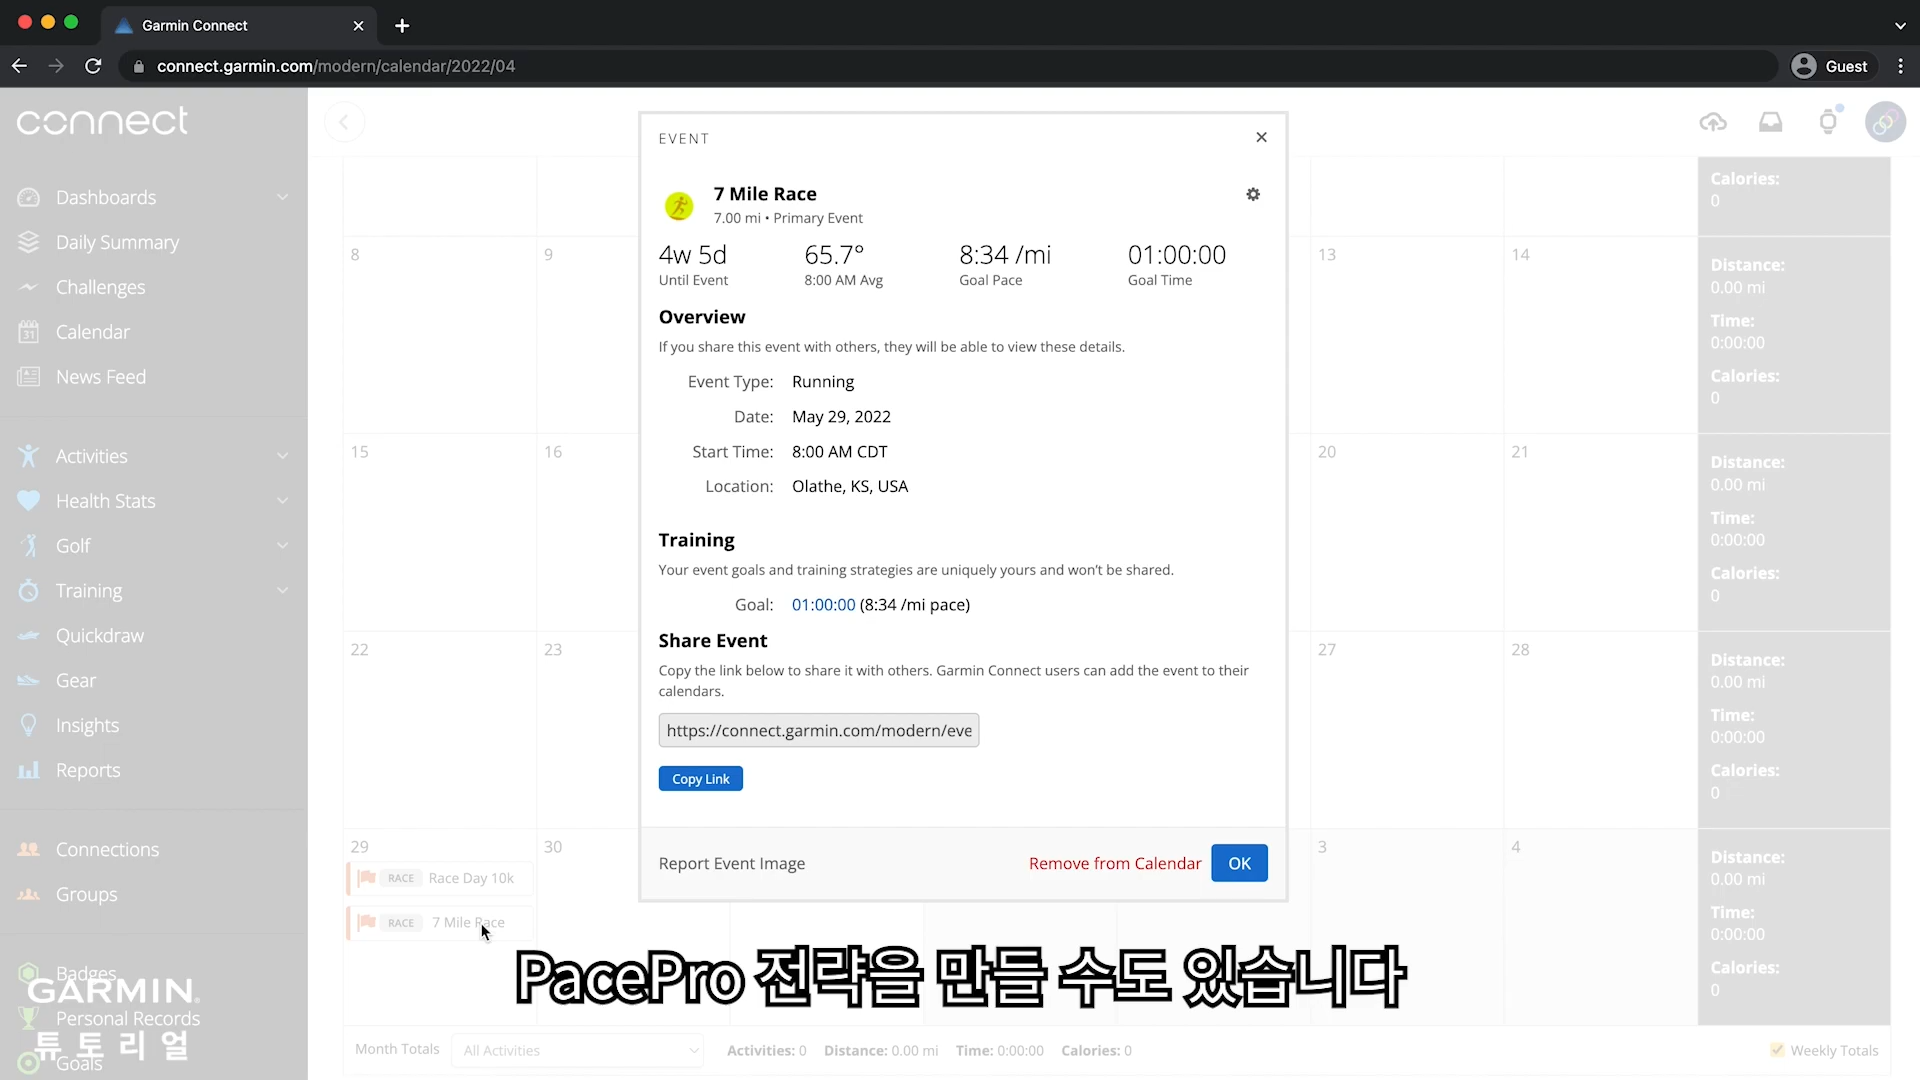 Garmin Connect
connect.garmin.com/modern/calendar/2022/04
Guest
connect
Dashboards
Daily Summary
Challenges
31
Calendar
News Feed
Activities
Health Stats
Golf
Training
Quickdraw
Gear
Insights
Reports
Connections
Groups
Badges
Personal Records
Goals
GARMIN.
튜토리얼
EVENT
7 Mile Race
7.00 mi • Primary Event
4w 5d
Until Event
65.7°
8:00 AM Avg
8:34 /mi
Goal Pace
01:00:00
Goal Time
Overview
If you share this event with others, they will be able to view these details.
Event Type: Running
Date: May 29, 2022
Start Time: 8:00 AM CDT
Location: Olathe, KS, USA
Training
Your event goals and training strategies are uniquely yours and won't be shared.
Goal: 01:00:00 (8:34 /mi pace)
Share Event
Copy the link below to share it with others. Garmin Connect users can add the event to their
calendars.
https://connect.garmin.com/modern/eve
Copy Link
Report Event Image
Remove from Calendar
OK
Calories:
0
8
9
13
14
Distance:
0.00 mi
Time:
0:00:00
Calories:
0
15
16
20
21
Distance:
0.00 mi
Time:
0:00:00
Calories:
0
22
23
27
28
Distance:
0.00 mi
Time:
0:00:00
Calories:
0
29
30
3
4
RACE Race Day 10k
RACE 7 Mile Race
Distance:
0.00 mi
Time:
0:00:00
Calories:
0
PacePro 전략을 만들 수도 있습니다
Month Totals
All Activities
Activities: 0 Distance: 0.00 mi Time: 0:00:00 Calories: 0
Weekly Totals